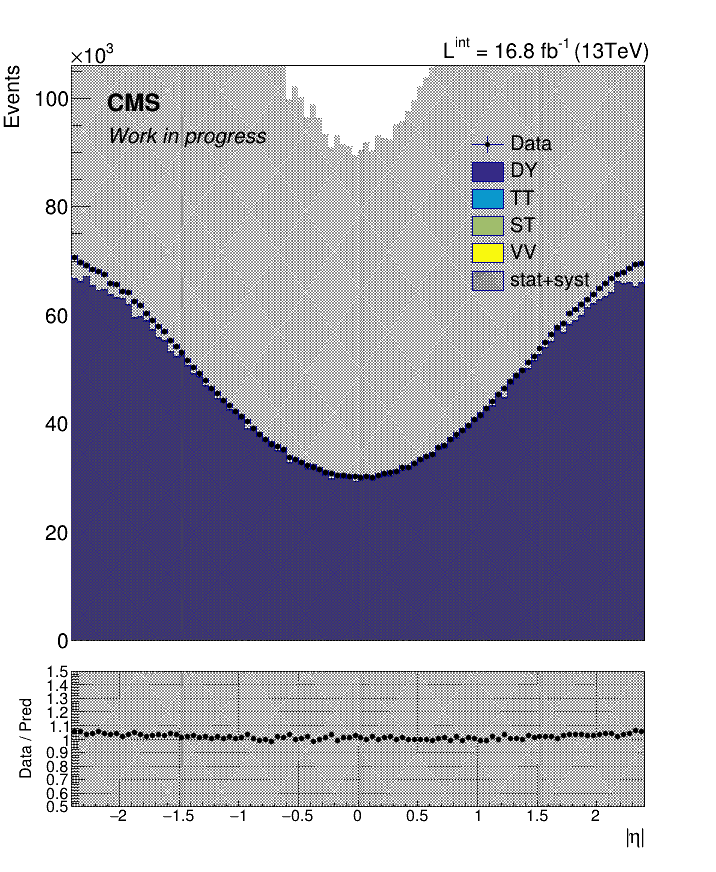 ×10³
L^int = 16.8 fb⁻¹ (13TeV)
Events
100
CMS
Work in progress
Data
DY
80
TT
ST
VV
stat+syst
60
40
20
0
Data / Pred
1.5
1.4
1.3
1.2
1.1
1
0.9
0.8
0.7
0.6
0.5
−2 −1.5 −1 −0.5 0 0.5 1 1.5 2
|η|